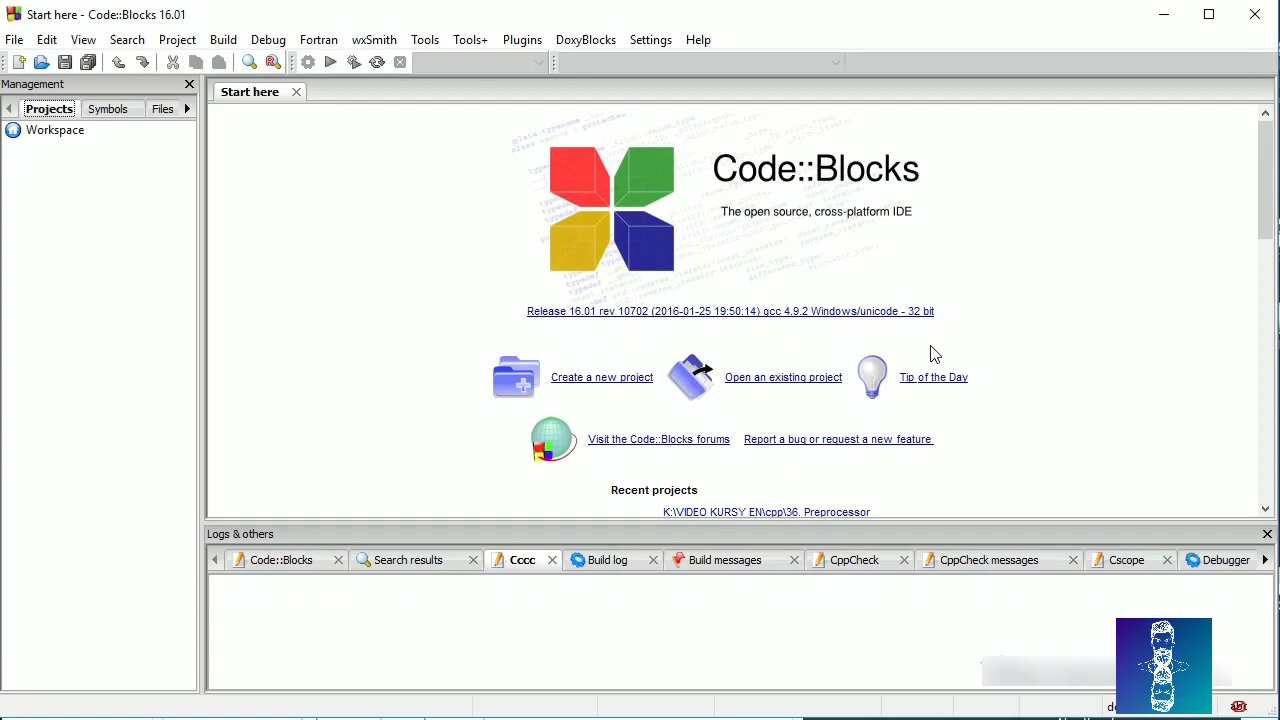 Start here - Code::Blocks 16.01
File Edit View Search Project Build Debug Fortran wxSmith Tools Tools+ Plugins DoxyBlocks Settings Help
Management
Projects Symbols Files
Workspace
Start here
Code::Blocks
The open source, cross-platform IDE
Release 16.01 rev 10702 (2016-01-25 19:50:14) gcc 4.9.2 Windows/unicode - 32 bit
Create a new project Open an existing project Tip of the Day
Visit the Code::Blocks forums Report a bug or request a new feature
Recent projects
K:\VIDEO KURSY EN\cpp\36. Preprocessor
Logs & others
Code::Blocks Search results Cccc Build log Build messages CppCheck CppCheck messages Cscope Debugger